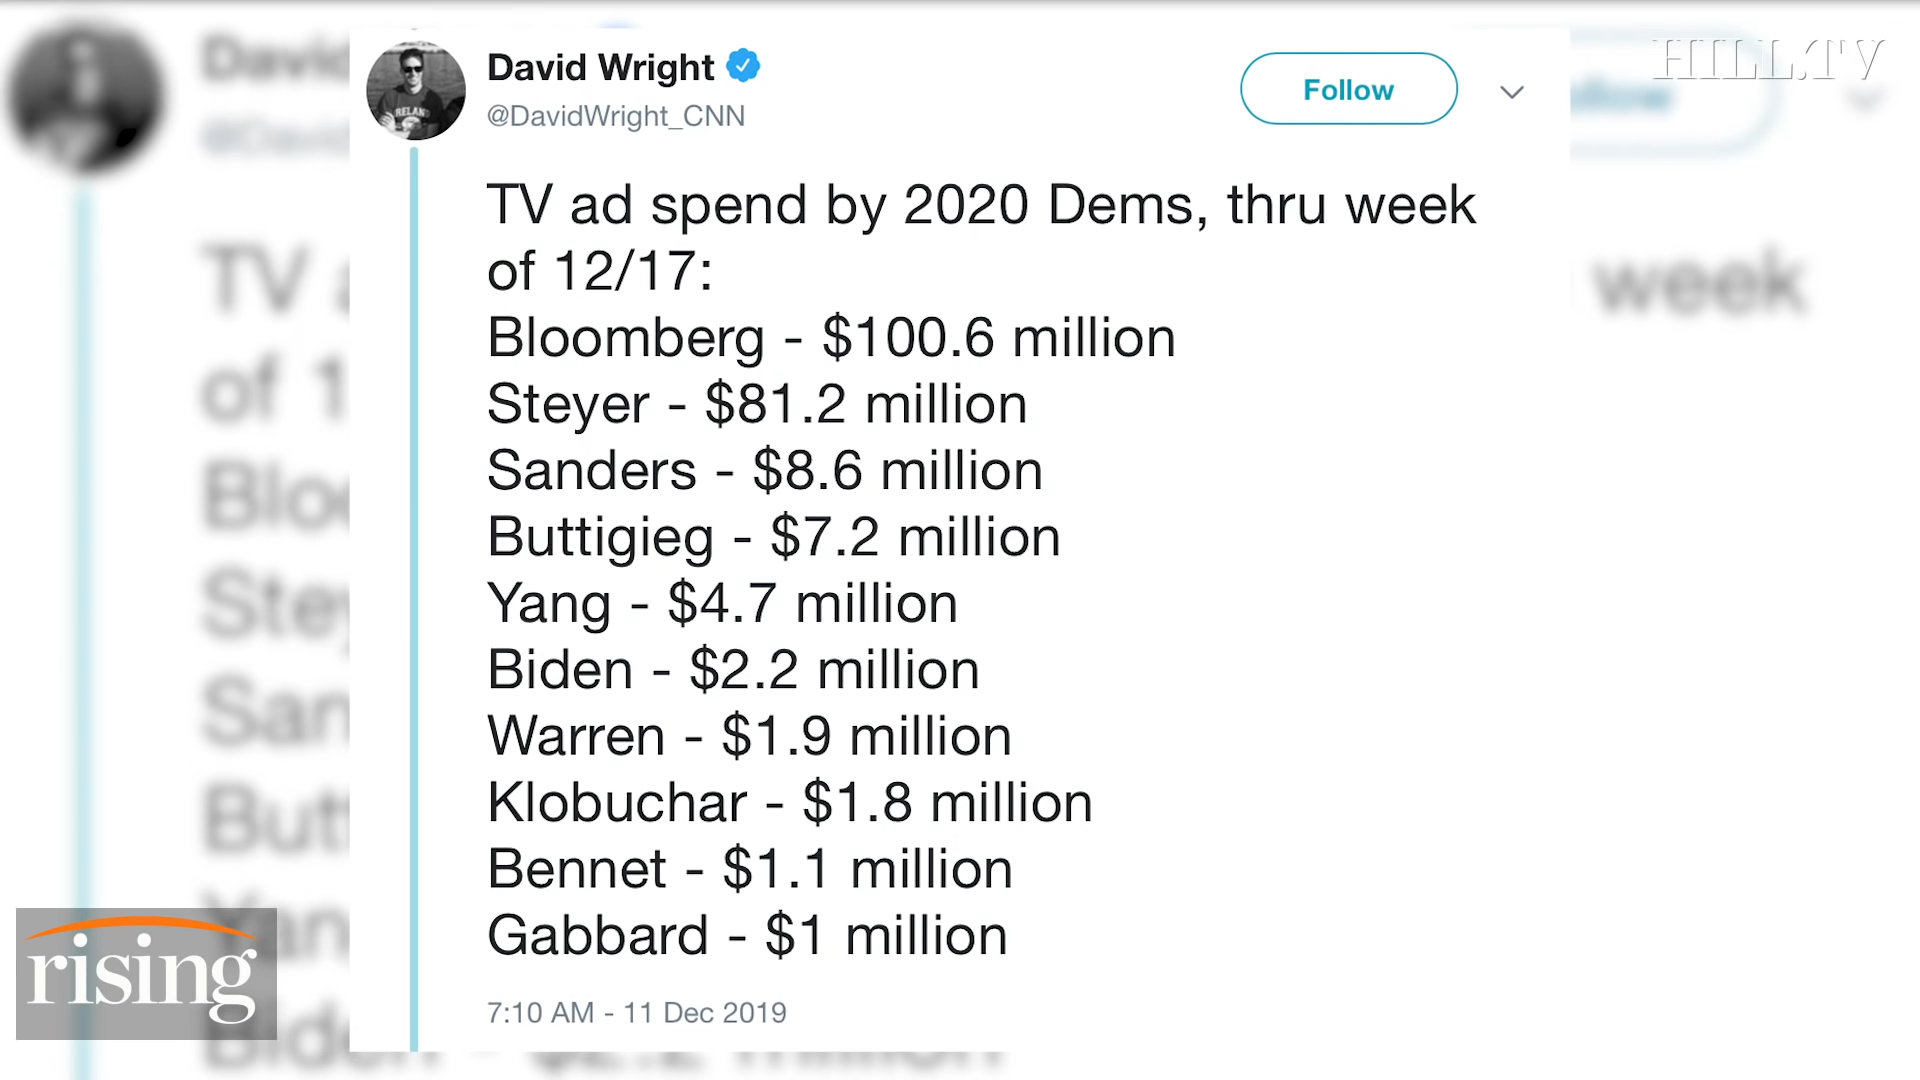 HILL.TV
David Wright
@DavidWright_CNN
Follow
RELAN
TV ad spend by 2020 Dems, thru week
of 12/17:
Bloomberg - $100.6 million
Steyer - $81.2 million
Sanders - $8.6 million
Buttigieg - $7.2 million
Yang - $4.7 million
Biden - $2.2 million
Warren - $1.9 million
Klobuchar - $1.8 million
Bennet - $1.1 million
Gabbard - $1 million
7:10 AM - 11 Dec 2019
rising